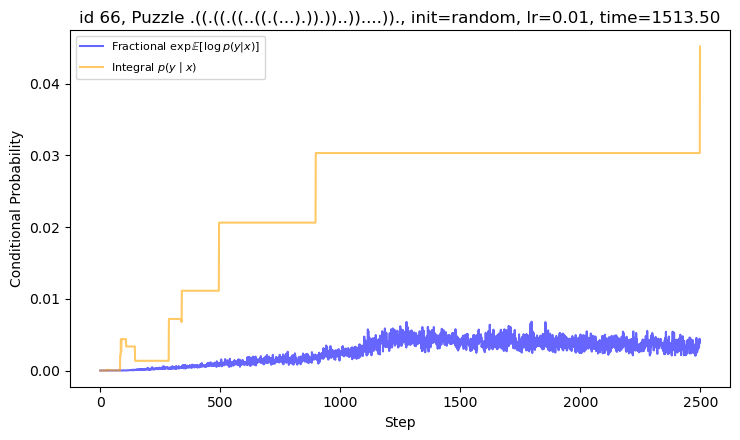 id 66, Puzzle .((.((.((..((.(...).)).))..))....))., init=random, lr=0.01, time=1513.50
Fractional exp𝔼[log p(y|x)]
Integral p(y | x)
Conditional Probability
0.04
0.03
0.02
0.01
0.00
0
500
1000
1500
2000
2500
Step